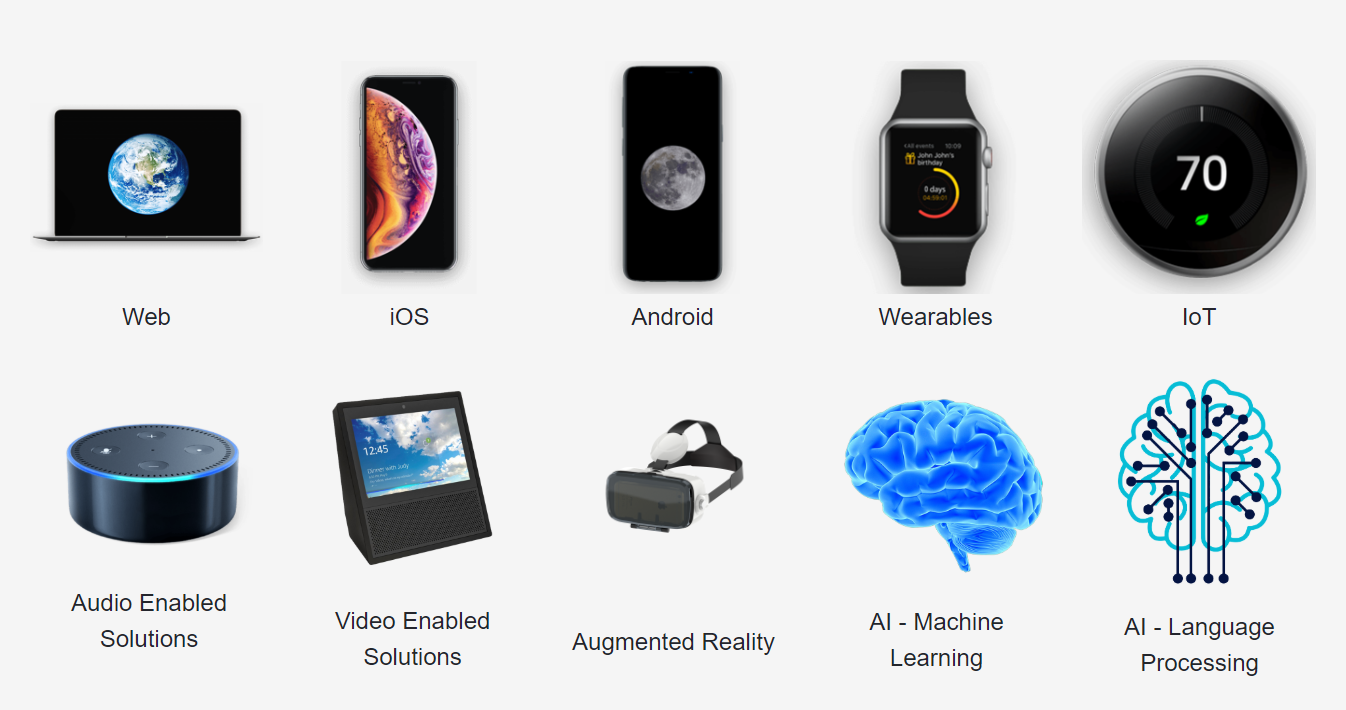 <All events 10:09
John John's
birthday
0 days
04:59:01
70
Web
iOS
Android
Wearables
IoT
12:45
Dinner with Judy
Audio Enabled
Solutions
Video Enabled
Solutions
Augmented Reality
AI - Machine
Learning
AI - Language
Processing